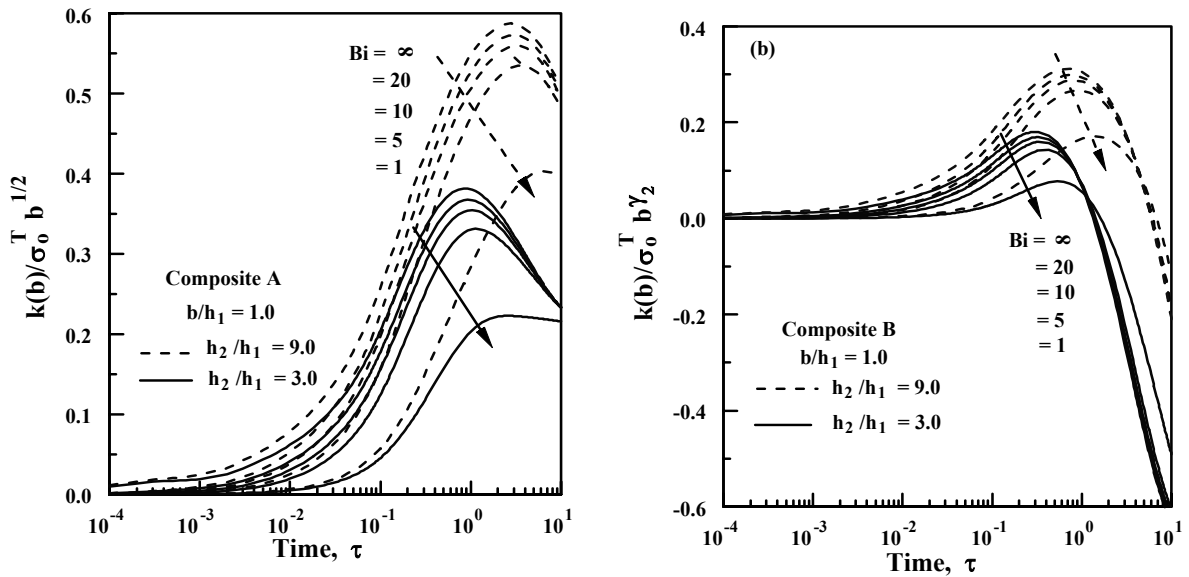 k(b)/σ₀ᵀ b¹/²
0.6
0.5
0.4
0.3
0.2
0.1
0.0
Bi = ∞
= 20
= 10
= 5
= 1
Composite A
b/h₁ = 1.0
h₂/h₁ = 9.0
h₂/h₁ = 3.0
10⁻⁴ 10⁻³ 10⁻² 10⁻¹ 10⁰ 10¹
Time, τ
k(b)/σ₀ᵀ bᵞ₂
0.4
0.2
0.0
-0.2
-0.4
-0.6
(b)
Bi = ∞
= 20
= 10
= 5
= 1
Composite B
b/h₁ = 1.0
h₂/h₁ = 9.0
h₂/h₁ = 3.0
10⁻⁴ 10⁻³ 10⁻² 10⁻¹ 10⁰ 10¹
Time, τ